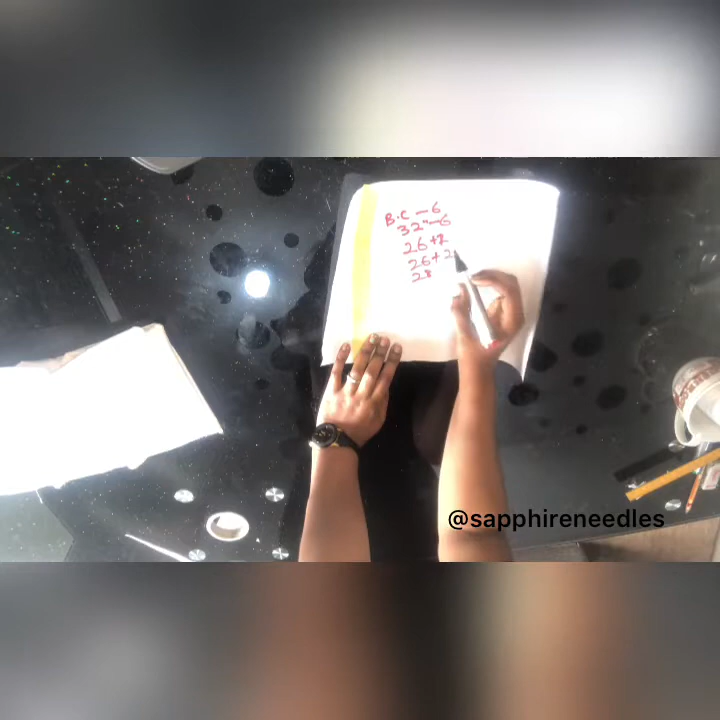 B.C - 6
32" - 6
26 + 2
26 + 2
28
@sapphireneedles